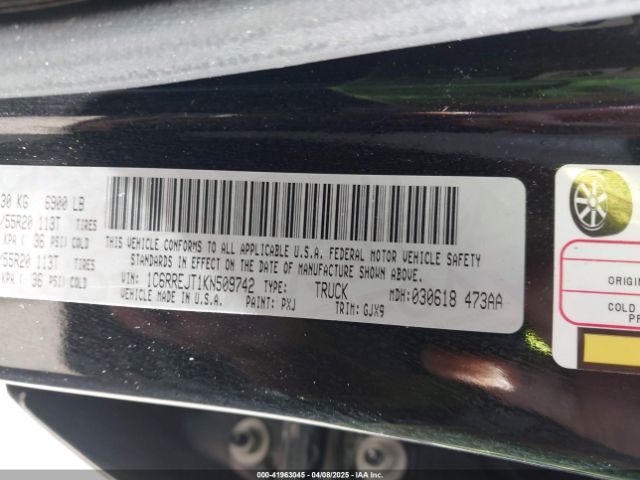 30 KG 6900 LB
/55R20 113T TIRES
KPA ( 36 PSI) COLD
/55R20 113T TIRES
KPA ( 36 PSI) COLD
THIS VEHICLE CONFORMS TO ALL APPLICABLE U.S.A. FEDERAL MOTOR VEHICLE SAFETY
STANDARDS IN EFFECT ON THE DATE OF MANUFACTURE SHOWN ABOVE.
VIN: 1C6RREJT1KN509742 TYPE: TRUCK MDH:030618 473AA
VEHICLE MADE IN U.S.A. PAINT: PXJ TRIM: GJX9
ORIGIN
COLD
000-41963045 - 04/08/2025 - IAA Inc.